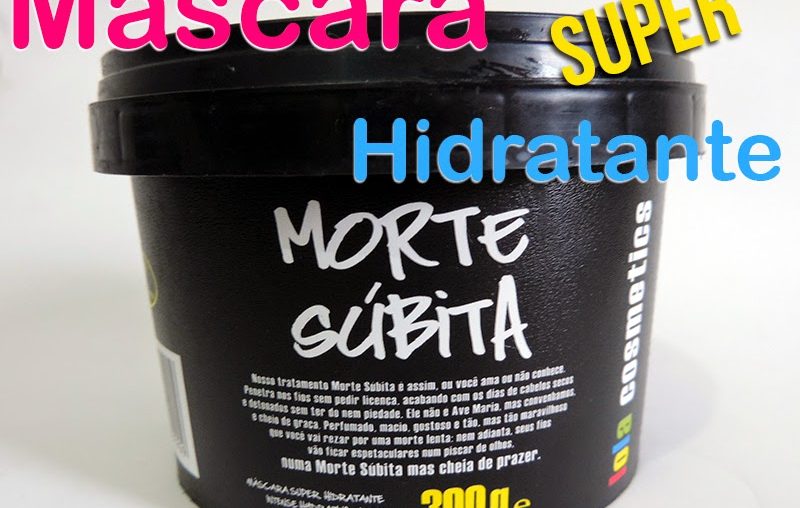 Máscara
SUPER
Hidratante
MORTE
SÚBITA
Nosso tratamento Morte Súbita é assim, ou você ama ou não conhece.
Penetra nos fios sem pedir licença, acabando com os dias de cabelos secos
e detonados sem ter dó nem piedade. Ele não é Ave Maria, mas convenhamos,
é cheio de graça. Perfumado, macio, gostoso e tão, mas tão maravilhoso
que você vai rezar por uma morte lenta: nem adianta, seus fios
vão ficar espetaculares num piscar de olhos,
numa Morte Súbita mas cheia de prazer.
MÁSCARA SUPER HIDRATANTE
INTENSE
300g e
lola cosmetics